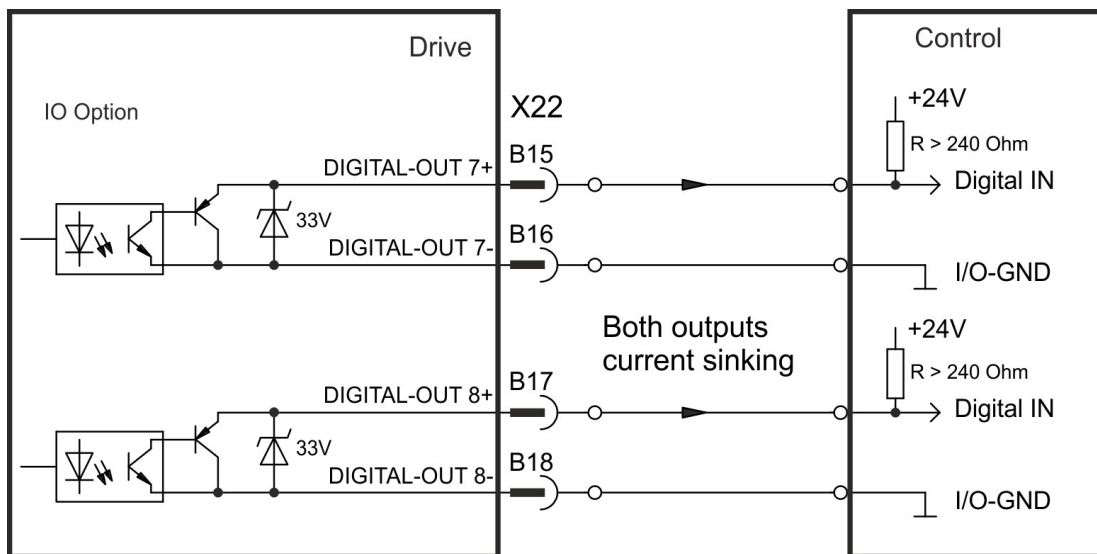 Drive
Control
IO Option
X22
+24V
R > 240 Ohm
B15
DIGITAL-OUT 7+
Digital IN
33V
B16
DIGITAL-OUT 7-
I/O-GND
Both outputs
current sinking
+24V
R > 240 Ohm
B17
DIGITAL-OUT 8+
Digital IN
33V
B18
DIGITAL-OUT 8-
I/O-GND